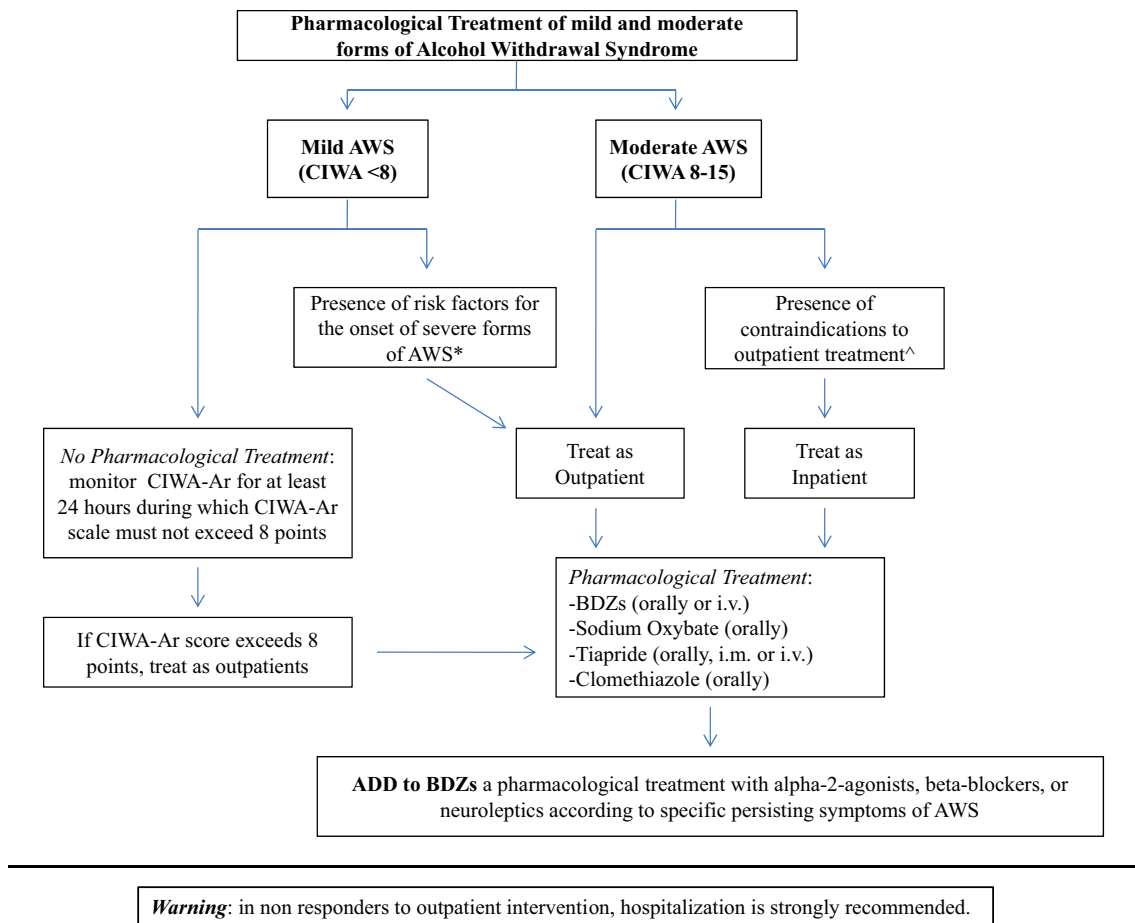 Pharmacological Treatment of mild and moderate
forms of Alcohol Withdrawal Syndrome
Mild AWS
(CIWA <8)
Moderate AWS
(CIWA 8-15)
Presence of risk factors for
the onset of severe forms
of AWS*
Presence of
contraindications to
outpatient treatment^
No Pharmacological Treatment:
monitor CIWA-Ar for at least
24 hours during which CIWA-Ar
scale must not exceed 8 points
Treat as
Outpatient
Treat as
Inpatient
If CIWA-Ar score exceeds 8
points, treat as outpatients
Pharmacological Treatment:
-BDZs (orally or i.v.)
-Sodium Oxybate (orally)
-Tiapride (orally, i.m. or i.v.)
-Clomethiazole (orally)
ADD to BDZs a pharmacological treatment with alpha-2-agonists, beta-blockers, or
neuroleptics according to specific persisting symptoms of AWS
Warning: in non responders to outpatient intervention, hospitalization is strongly recommended.